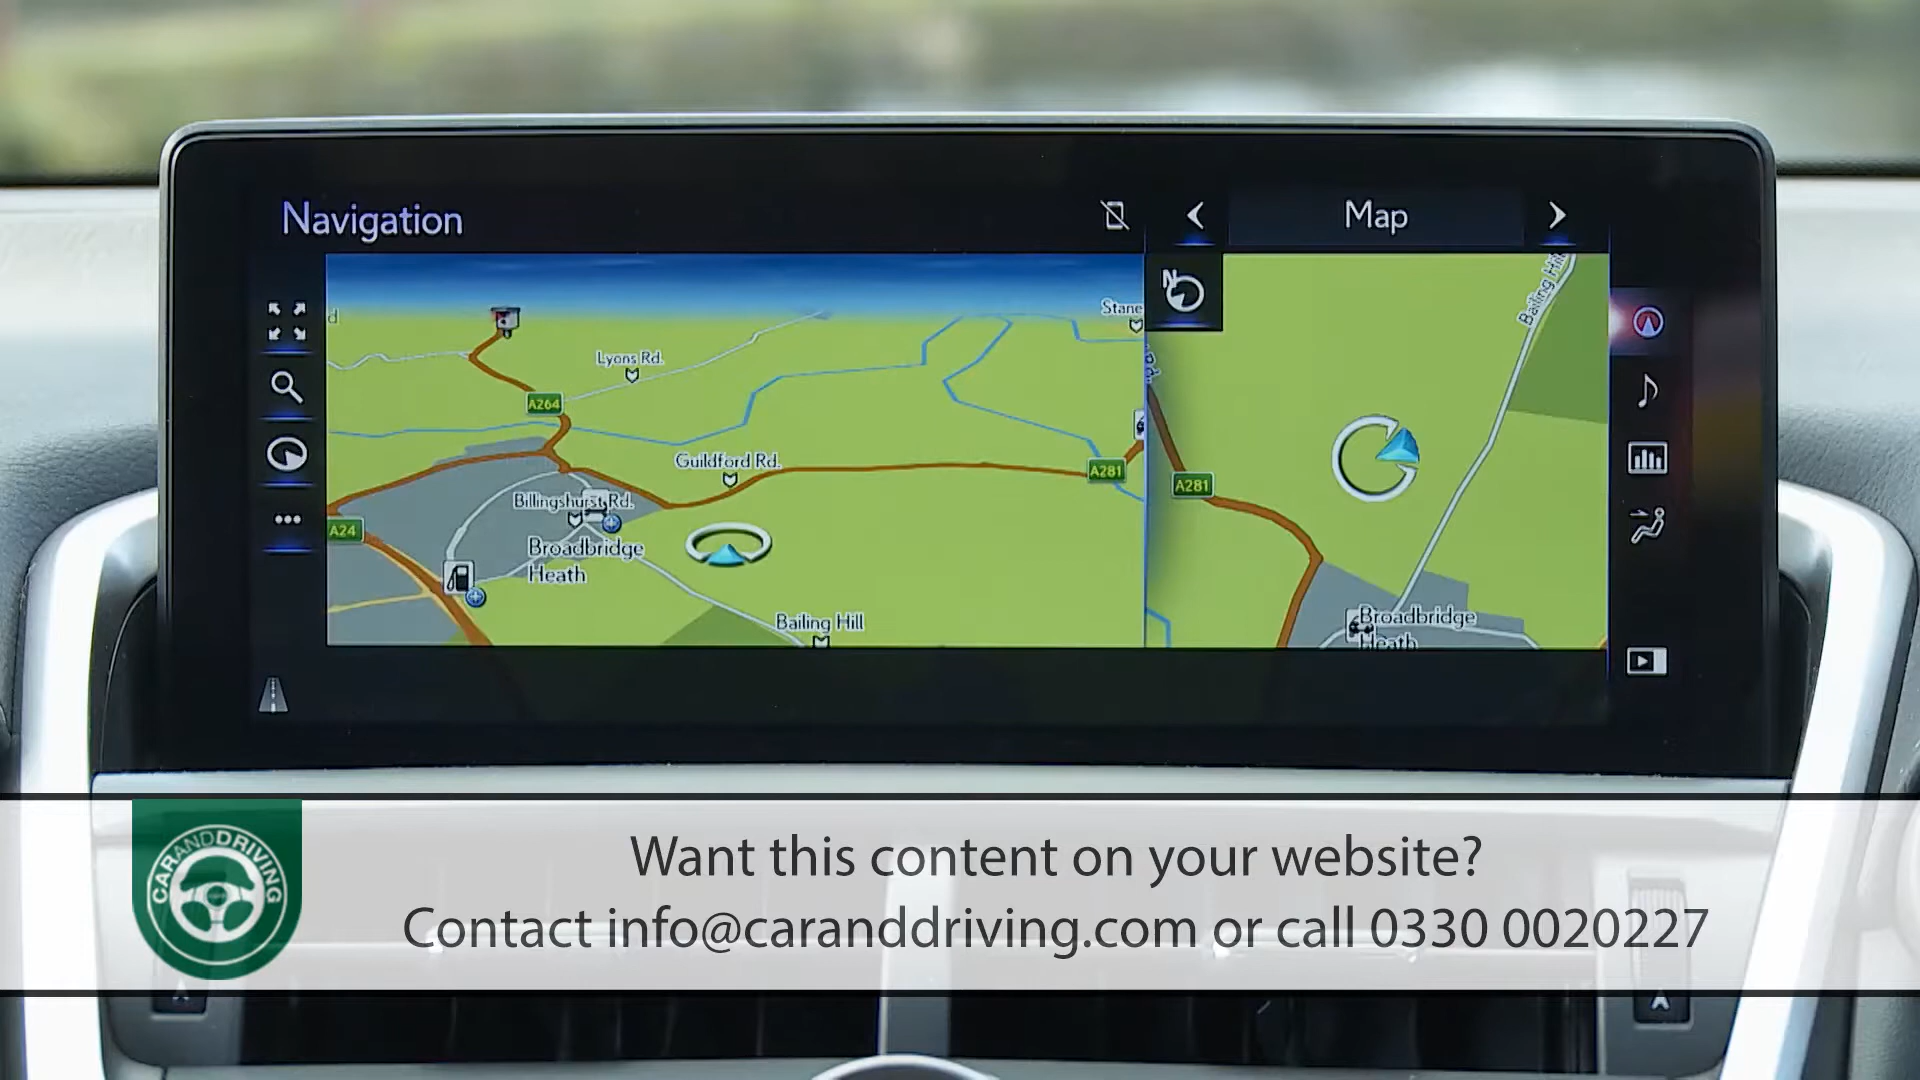 Navigation
Map
N
d
Stane
Bailing Hill
Lyons Rd.
A264
Guildford Rd.
A281
A281
Billingshurst Rd.
A24
Broadbridge
Heath
Bailing Hill
Broadbridge
Heath
CARANDDRIVING
Want this content on your website?
Contact info@caranddriving.com or call 0330 0020227